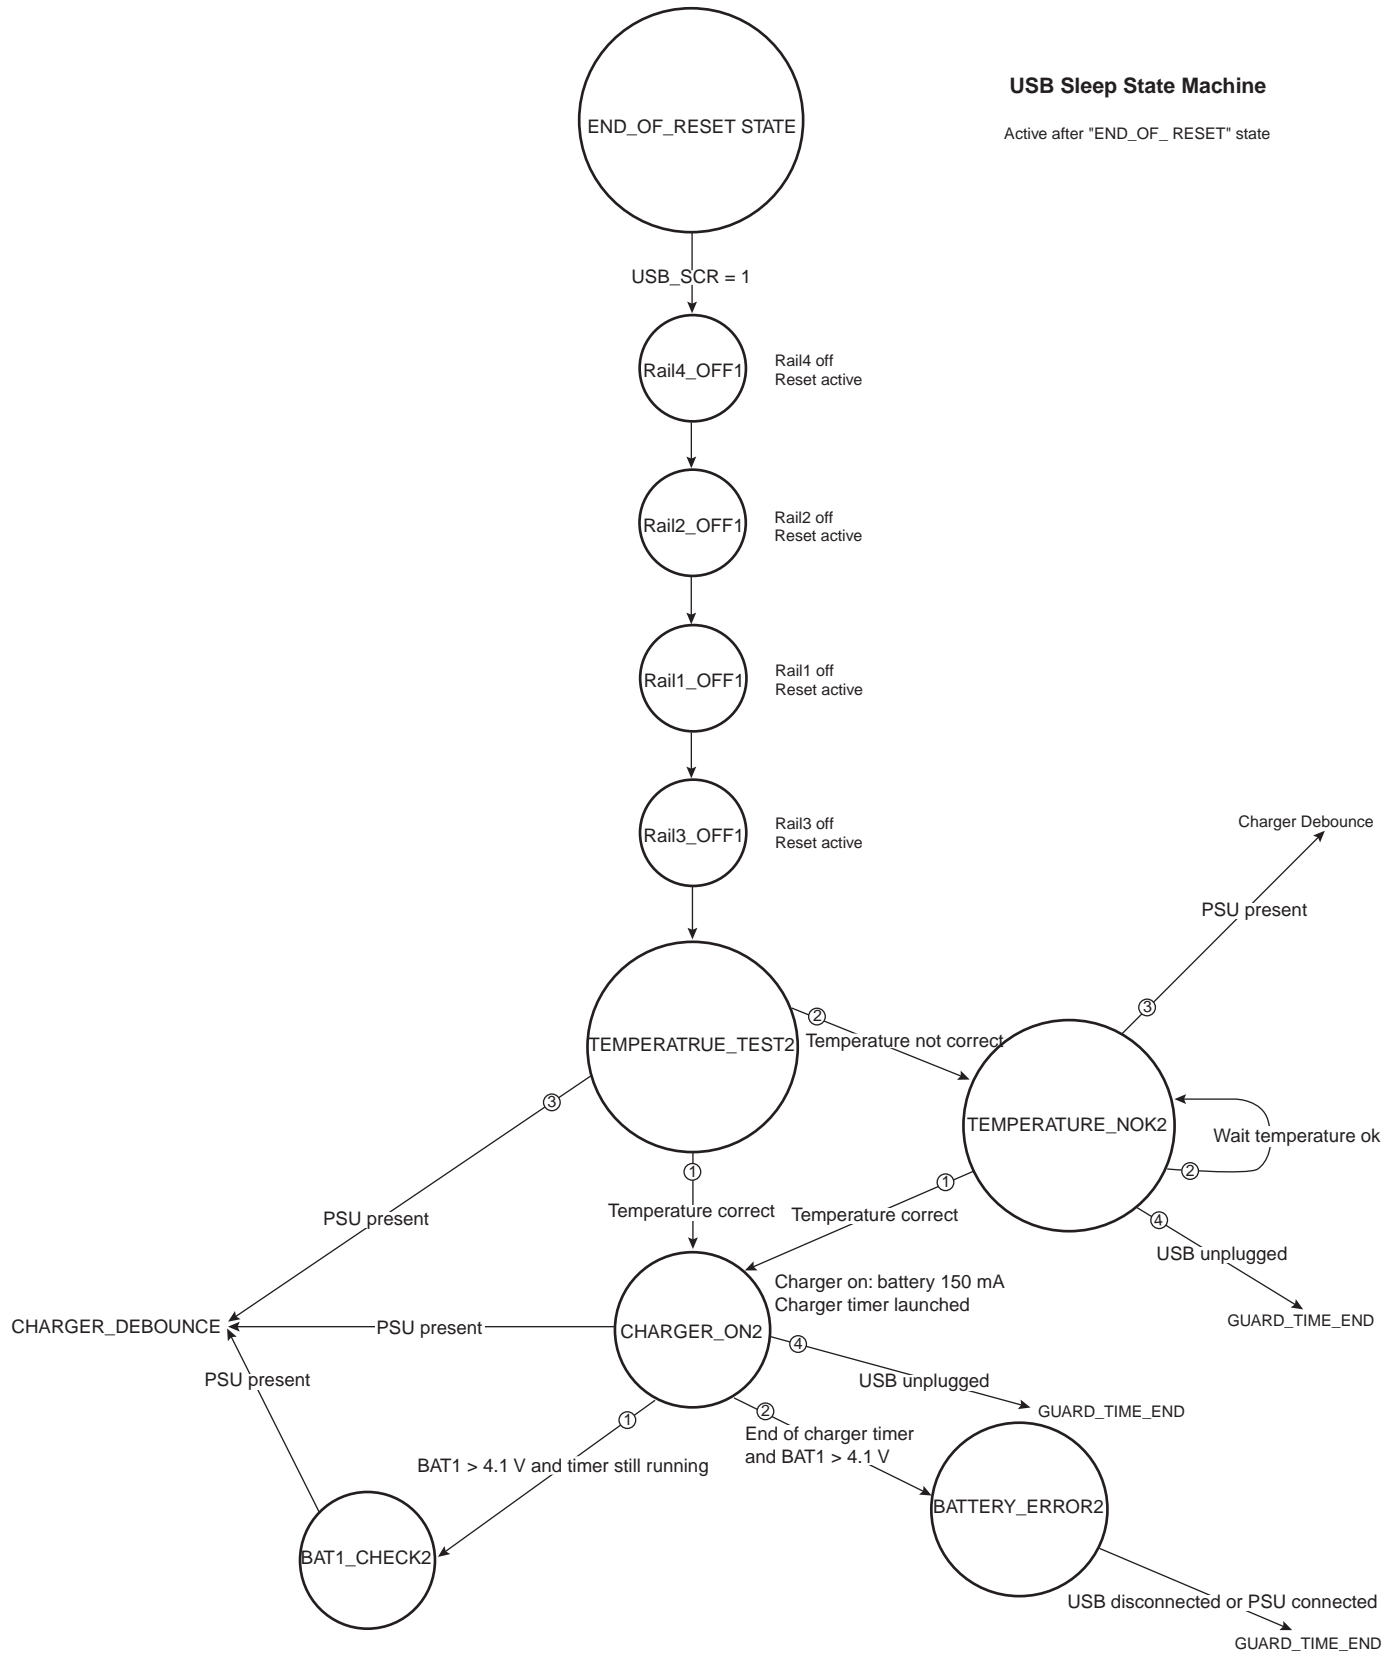 USB Sleep State Machine
END_OF_RESET STATE
Active after "END_OF_ RESET" state
USB_SCR = 1
Rail4_OFF1
Rail4 off
Reset active
Rail2_OFF1
Rail2 off
Reset active
Rail1_OFF1
Rail1 off
Reset active
Rail3_OFF1
Rail3 off
Reset active
Charger Debounce
PSU present
3
2
Temperature not correct
TEMPERATRUE_TEST2
3
TEMPERATURE_NOK2
Wait temperature ok
2
1
1
Temperature correct
Temperature correct
PSU present
4
USB unplugged
GUARD_TIME_END
Charger on: battery 150 mA
Charger timer launched
CHARGER_DEBOUNCE
PSU present
CHARGER_ON2
4
USB unplugged
GUARD_TIME_END
PSU present
1
2
End of charger timer
and BAT1 > 4.1 V
BAT1 > 4.1 V and timer still running
BATTERY_ERROR2
BAT1_CHECK2
USB disconnected or PSU connected
GUARD_TIME_END